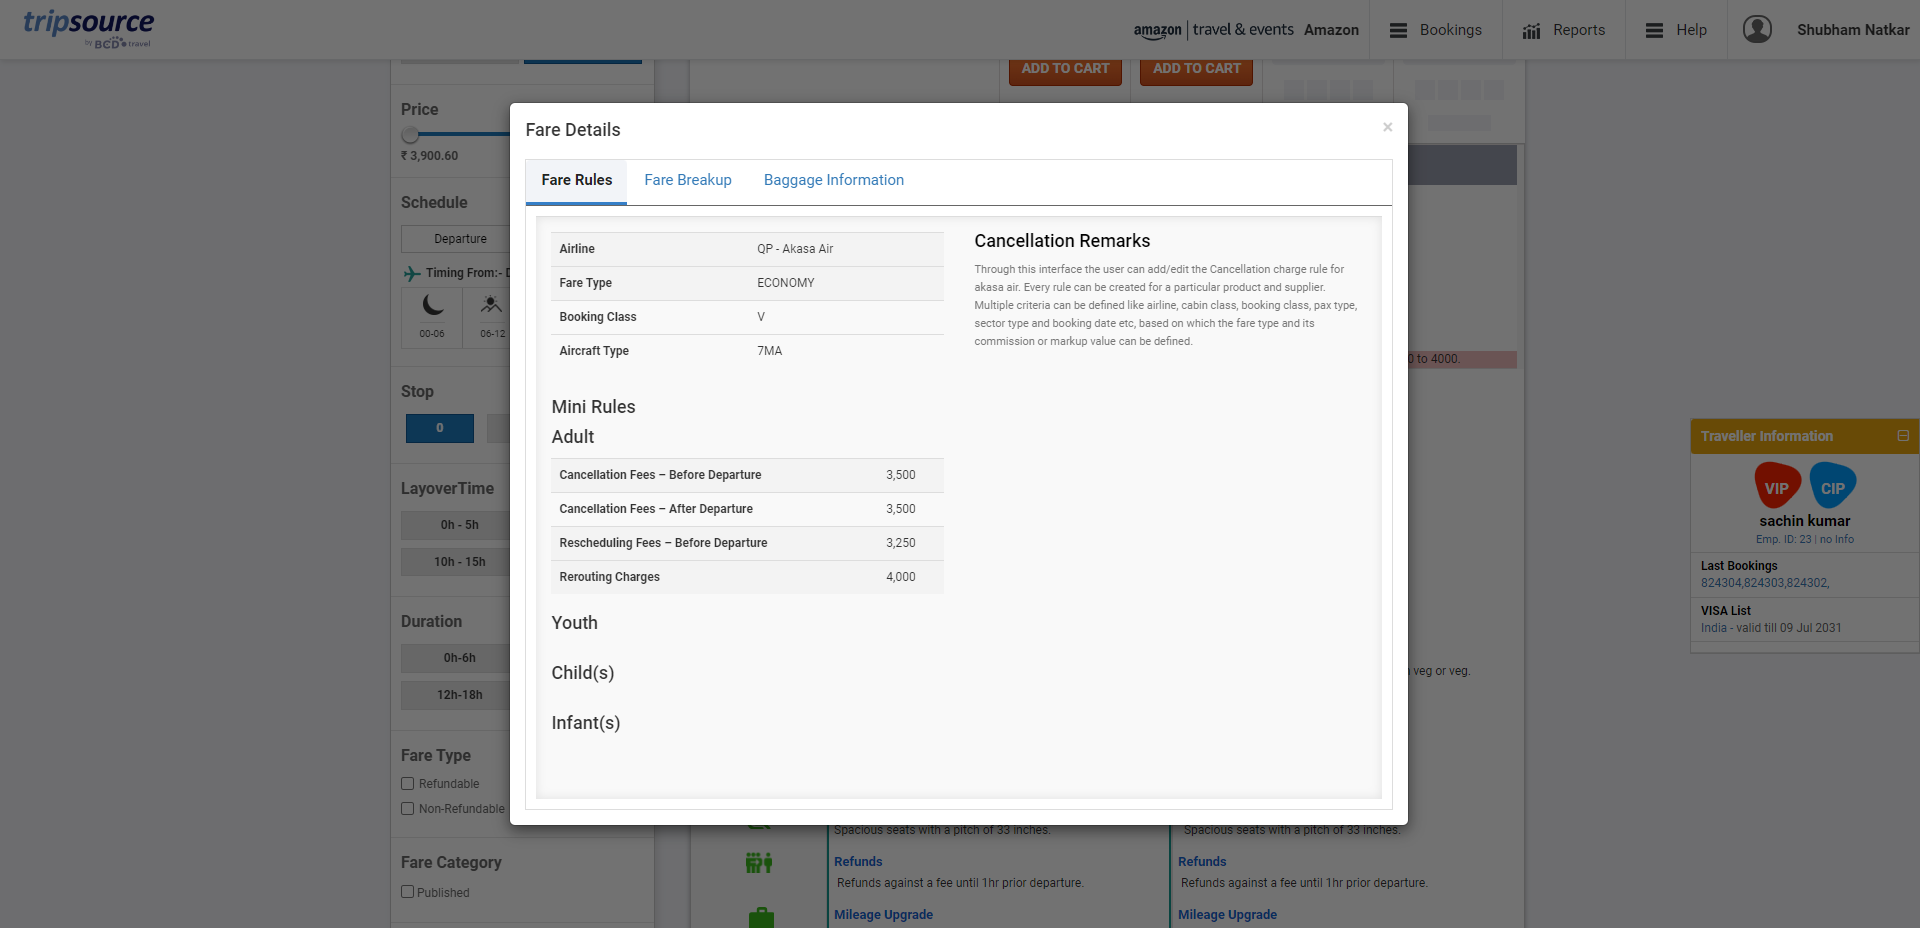 tripsource
by BCD travel
amazon | travel & events Amazon
Bookings
Reports
Help
Shubham Natkar
ADD TO CART
ADD TO CART
Price
₹ 3,900.60
Schedule
Departure
Timing From:-
00-06
06-12
Stop
0
LayoverTime
0h - 5h
10h - 15h
Duration
0h-6h
12h-18h
Fare Type
Refundable
Non-Refundable
Fare Category
Published
Fare Details
×
Fare Rules
Fare Breakup
Baggage Information
Airline QP - Akasa Air
Fare Type ECONOMY
Booking Class V
Aircraft Type 7MA
Mini Rules
Adult
Cancellation Fees – Before Departure 3,500
Cancellation Fees – After Departure 3,500
Rescheduling Fees – Before Departure 3,250
Rerouting Charges 4,000
Youth
Child(s)
Infant(s)
Cancellation Remarks
Through this interface the user can add/edit the Cancellation charge rule for
akasa air. Every rule can be created for a particular product and supplier.
Multiple criteria can be defined like airline, cabin class, booking class, pax type,
sector type and booking date etc, based on which the fare type and its
commission or markup value can be defined.
0 to 4000.
veg or veg.
Spacious seats with a pitch of 33 inches.
Spacious seats with a pitch of 33 inches.
Refunds
Refunds
Refunds against a fee until 1hr prior departure.
Refunds against a fee until 1hr prior departure.
Mileage Upgrade
Mileage Upgrade
Traveller Information
VIP
CIP
sachin kumar
Emp. ID: 23 | no Info
Last Bookings
824304,824303,824302,
VISA List
India - valid till 09 Jul 2031